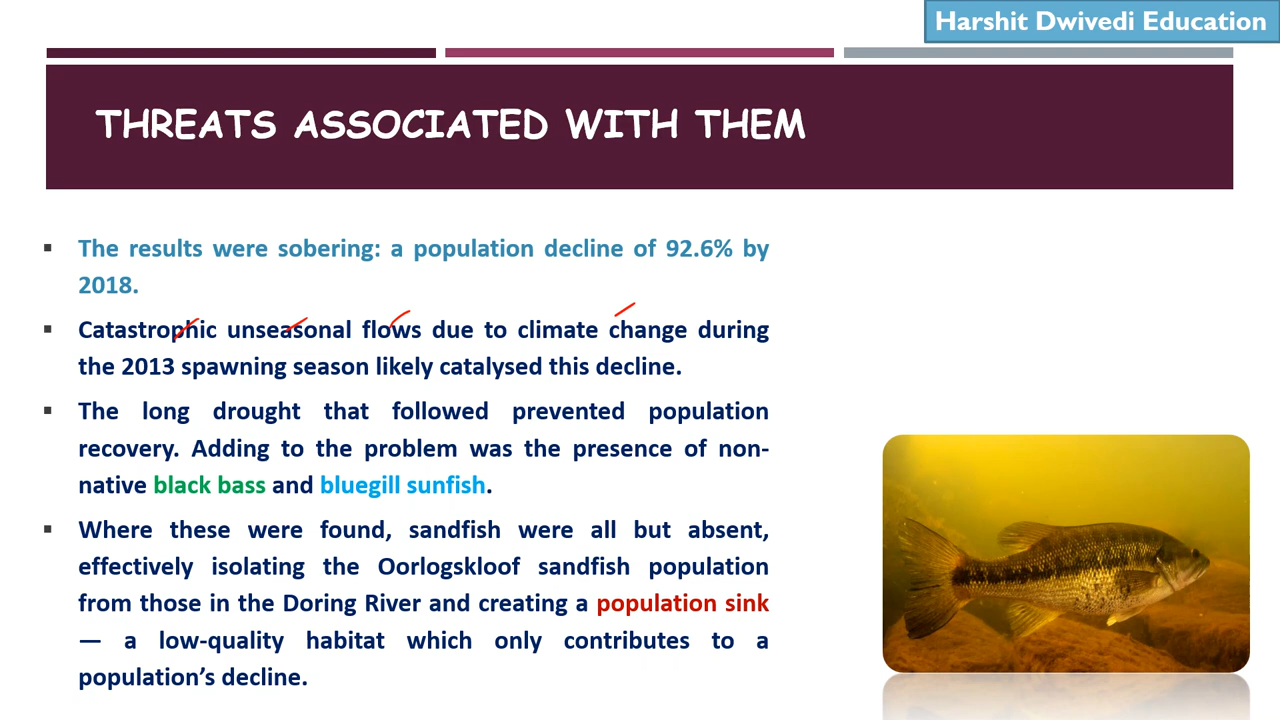 Harshit Dwivedi Education
THREATS ASSOCIATED WITH THEM
▪ The results were sobering: a population decline of 92.6% by
2018.
▪ Catastrophic unseasonal flows due to climate change during
the 2013 spawning season likely catalysed this decline.
▪ The long drought that followed prevented population
recovery. Adding to the problem was the presence of non-
native black bass and bluegill sunfish.
▪ Where these were found, sandfish were all but absent,
effectively isolating the Oorlogskloof sandfish population
from those in the Doring River and creating a population sink
— a low-quality habitat which only contributes to a
population’s decline.